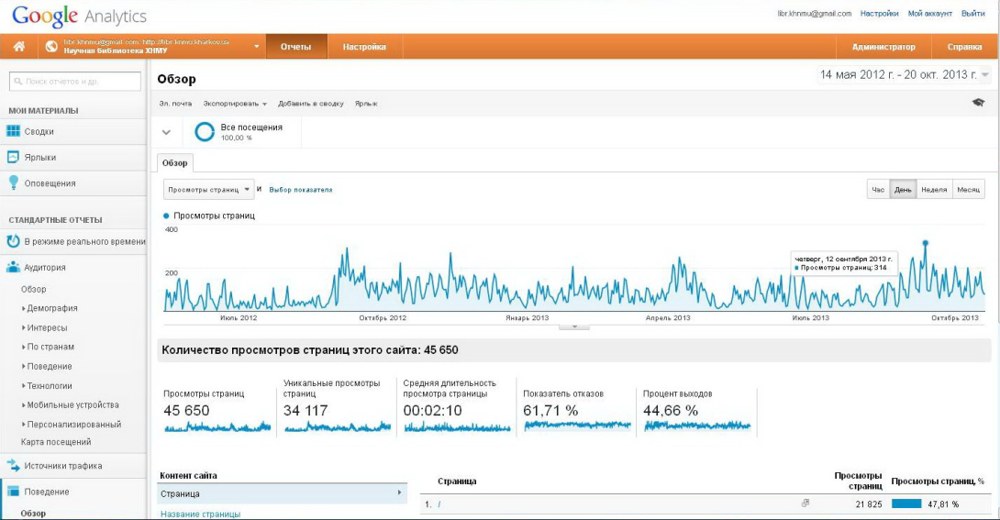 Google Analytics
libr.khnmu@gmail.com Настройки Мой аккаунт Выйти
libr.khnmu@gmail.com: http://libr.knmu.kharkov.ua
Научная библиотека ХНМУ
Отчеты
Настройка
Администратор
Справка
Поиск отчетов и др.
МОИ МАТЕРИАЛЫ
Сводки
Ярлыки
Оповещения
СТАНДАРТНЫЕ ОТЧЕТЫ
В режиме реального времени
Аудитория
Обзор
Демография
Интересы
По странам
Поведение
Технологии
Мобильные устройства
Персонализированный
Карта посещений
Источники трафика
Поведение
Обзор
Обзор
14 мая 2012 г. - 20 окт. 2013 г.
Эл. почта Экспортировать Добавить в сводку Ярлык
Все посещения
100,00 %
Обзор
Просмотры страниц И Выбор показателя
Час День Неделя Месяц
Просмотры страниц
400
200
четверг, 12 сентября 2013 г.
Просмотры страниц: 314
Июль 2012 Октябрь 2012 Январь 2013 Апрель 2013 Июль 2013 Октябрь 2013
Количество просмотров страниц этого сайта: 45 650
Просмотры страниц
45 650
Уникальные просмотры
страниц
34 117
Средняя длительность
просмотра страницы
00:02:10
Показатель отказов
61,71 %
Процент выходов
44,66 %
Контент сайта
Страница
Название страницы
Страница
Просмотры
страниц
Просмотры страниц, %
1. /
21 825
47,81 %